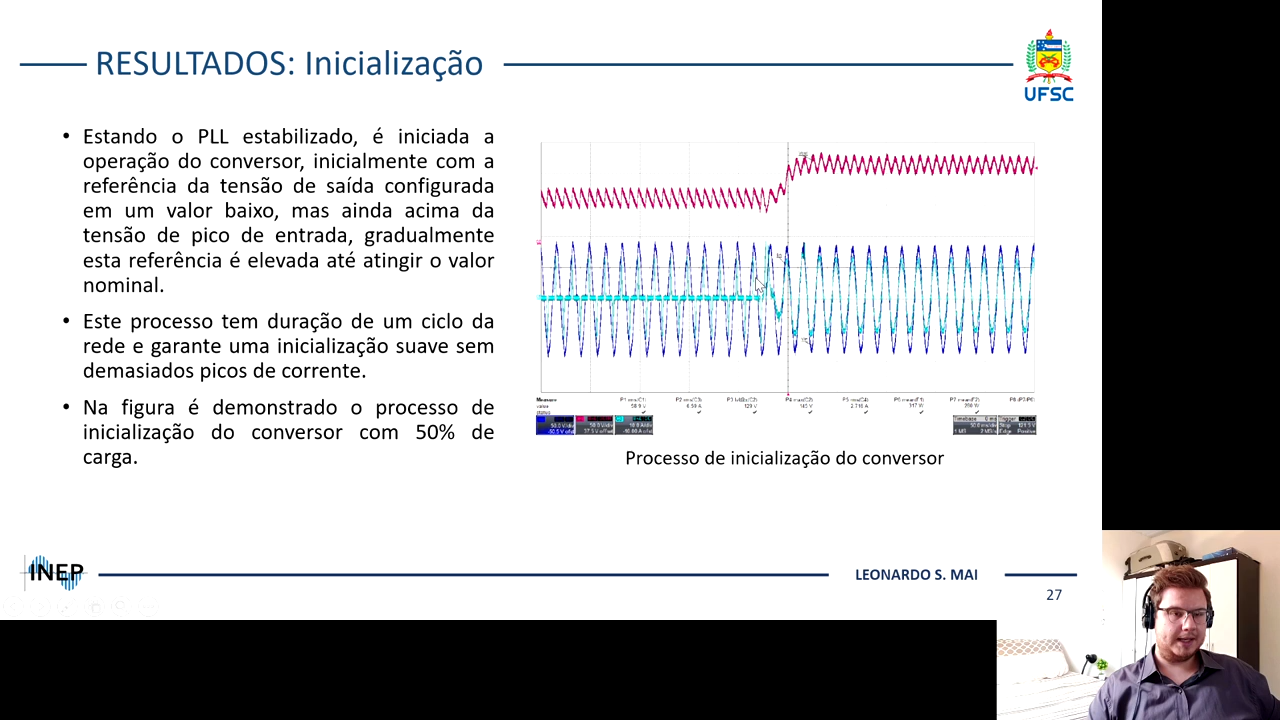 RESULTADOS: Inicialização
UFSC
• Estando o PLL estabilizado, é iniciada a
operação do conversor, inicialmente com a
referência da tensão de saída configurada
em um valor baixo, mas ainda acima da
tensão de pico de entrada, gradualmente
esta referência é elevada até atingir o valor
nominal.
• Este processo tem duração de um ciclo da
rede e garante uma inicialização suave sem
demasiados picos de corrente.
• Na figura é demonstrado o processo de
inicialização do conversor com 50% de
carga.
Measure
value
status
Processo de inicialização do conversor
INEP
LEONARDO S. MAI
27